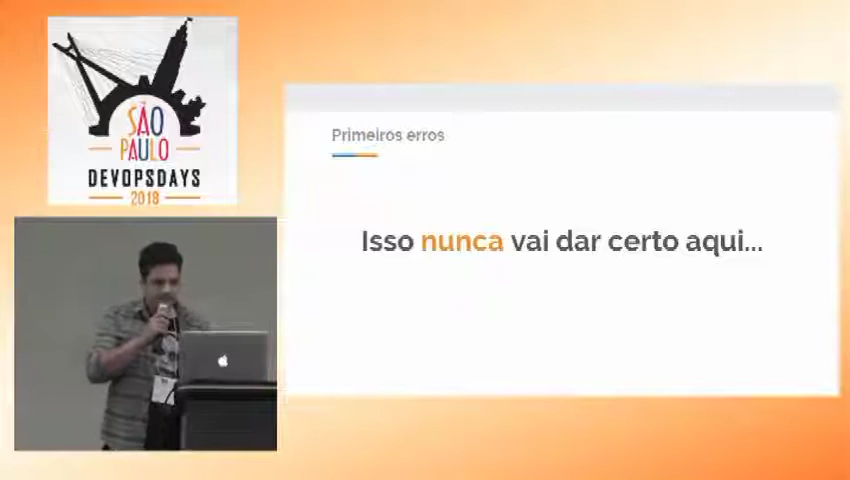 SÃO
PAULO
DEVOPSDAYS
2018
Primeiros erros
Isso nunca vai dar certo aqui...